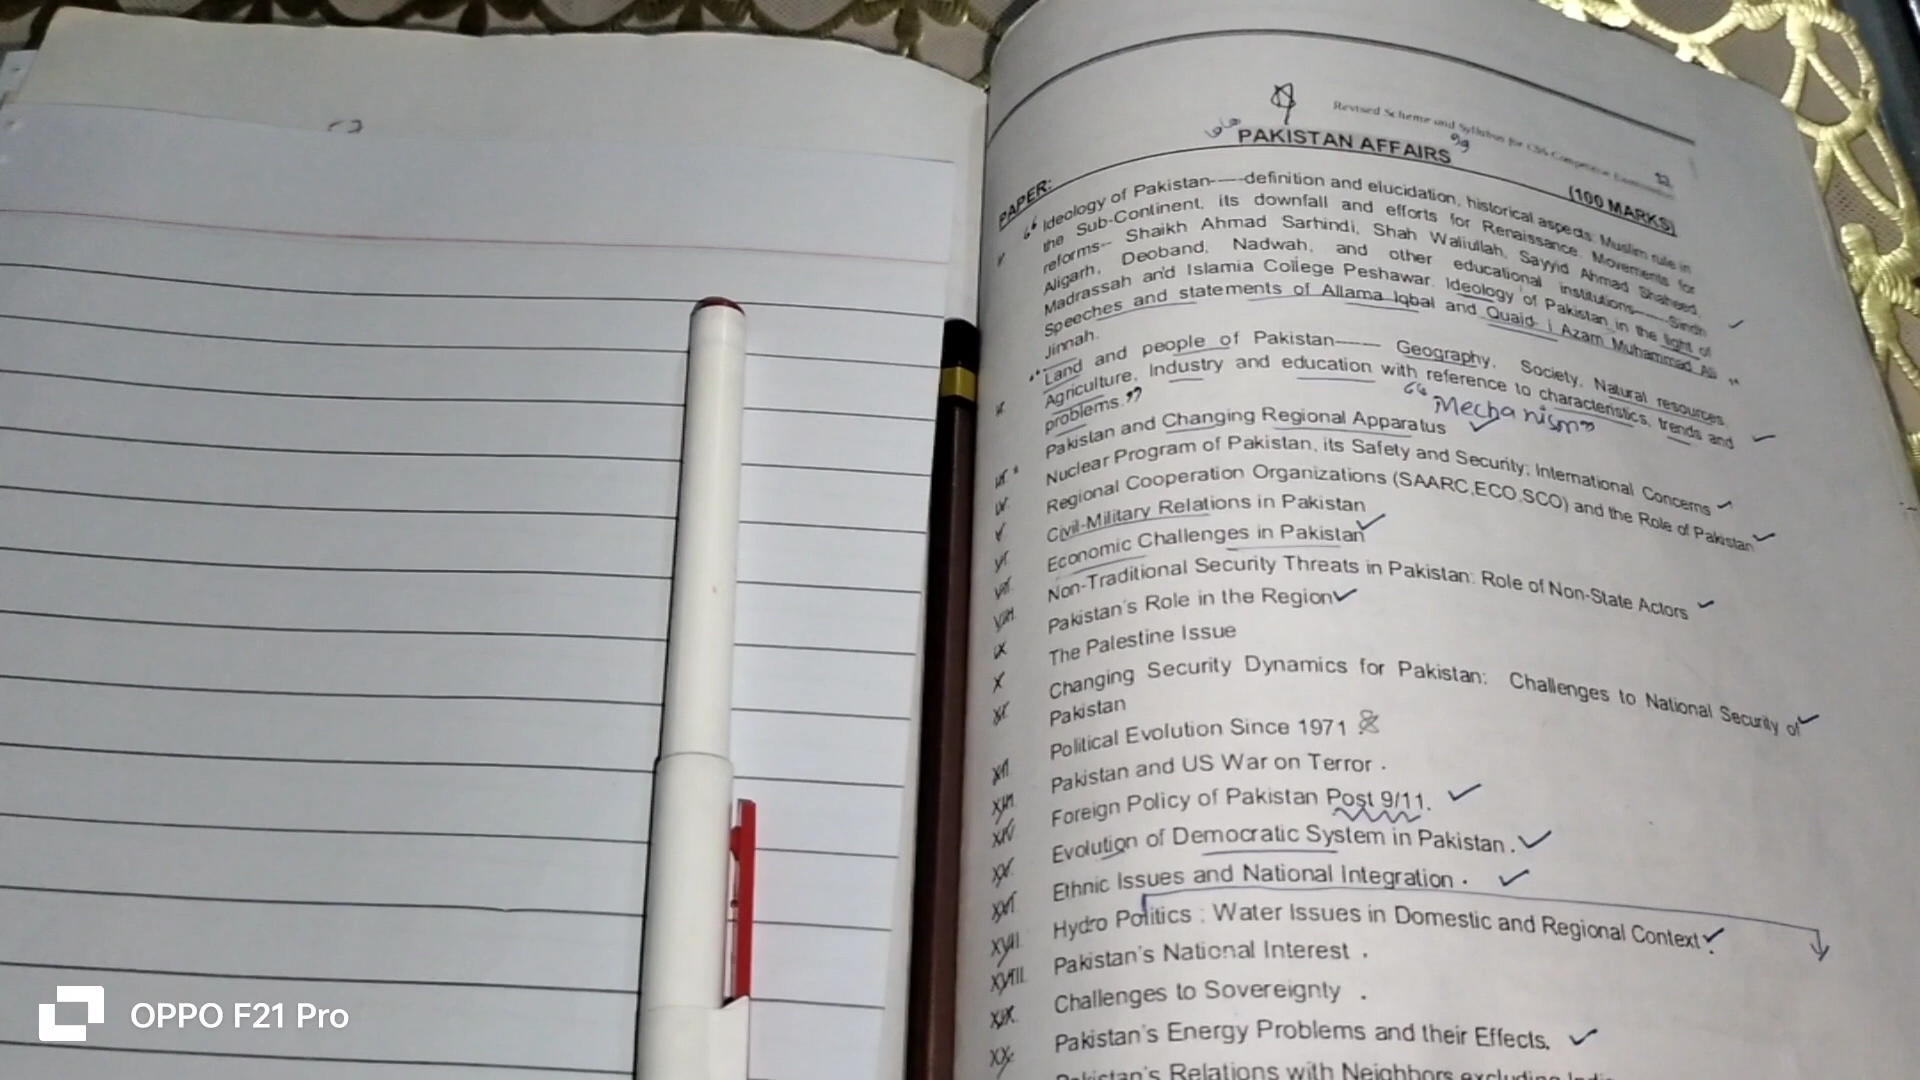 Revised Scheme and Syllabus for CSS Competitive Examination
12
PAKISTAN AFFAIRS
PAPER:
(100 MARKS)
i. Ideology of Pakistan-----definition and elucidation, historical aspects: Muslim rule in
the Sub-Continent, its downfall and efforts for Renaissance. Movements for
reforms-- Shaikh Ahmad Sarhindi, Shah Waliullah, Sayyid Ahmad Shaheed,
Aligarh, Deoband, Nadwah, and other educational institutions-----Sindh
Madrassah and Islamia College Peshawar. Ideology of Pakistan in the light of
Speeches and statements of Allama Iqbal and Quaid- i Azam Muhammad Ali
Jinnah.
ii. Land and people of Pakistan----- Geography, Society, Natural resources,
Agriculture, Industry and education with reference to characteristics, trends and
problems.
"Mechanism"
iii. Pakistan and Changing Regional Apparatus
iv. Nuclear Program of Pakistan, its Safety and Security; International Concerns
v. Regional Cooperation Organizations (SAARC,ECO,SCO) and the Role of Pakistan
vi. Civil-Military Relations in Pakistan
vii. Economic Challenges in Pakistan
viii. Non-Traditional Security Threats in Pakistan: Role of Non-State Actors
ix. Pakistan's Role in the Region
x. The Palestine Issue
xi. Changing Security Dynamics for Pakistan: Challenges to National Security of
Pakistan
xii. Political Evolution Since 1971
xiii. Pakistan and US War on Terror .
xiv. Foreign Policy of Pakistan Post 9/11.
xv. Evolution of Democratic System in Pakistan .
xvi. Ethnic Issues and National Integration .
xvii. Hydro Politics : Water Issues in Domestic and Regional Context.
xviii. Pakistan's National Interest .
xix. Challenges to Sovereignty .
xx. Pakistan's Energy Problems and their Effects.
Pakistan's Relations with Neighbors excluding
OPPO F21 Pro